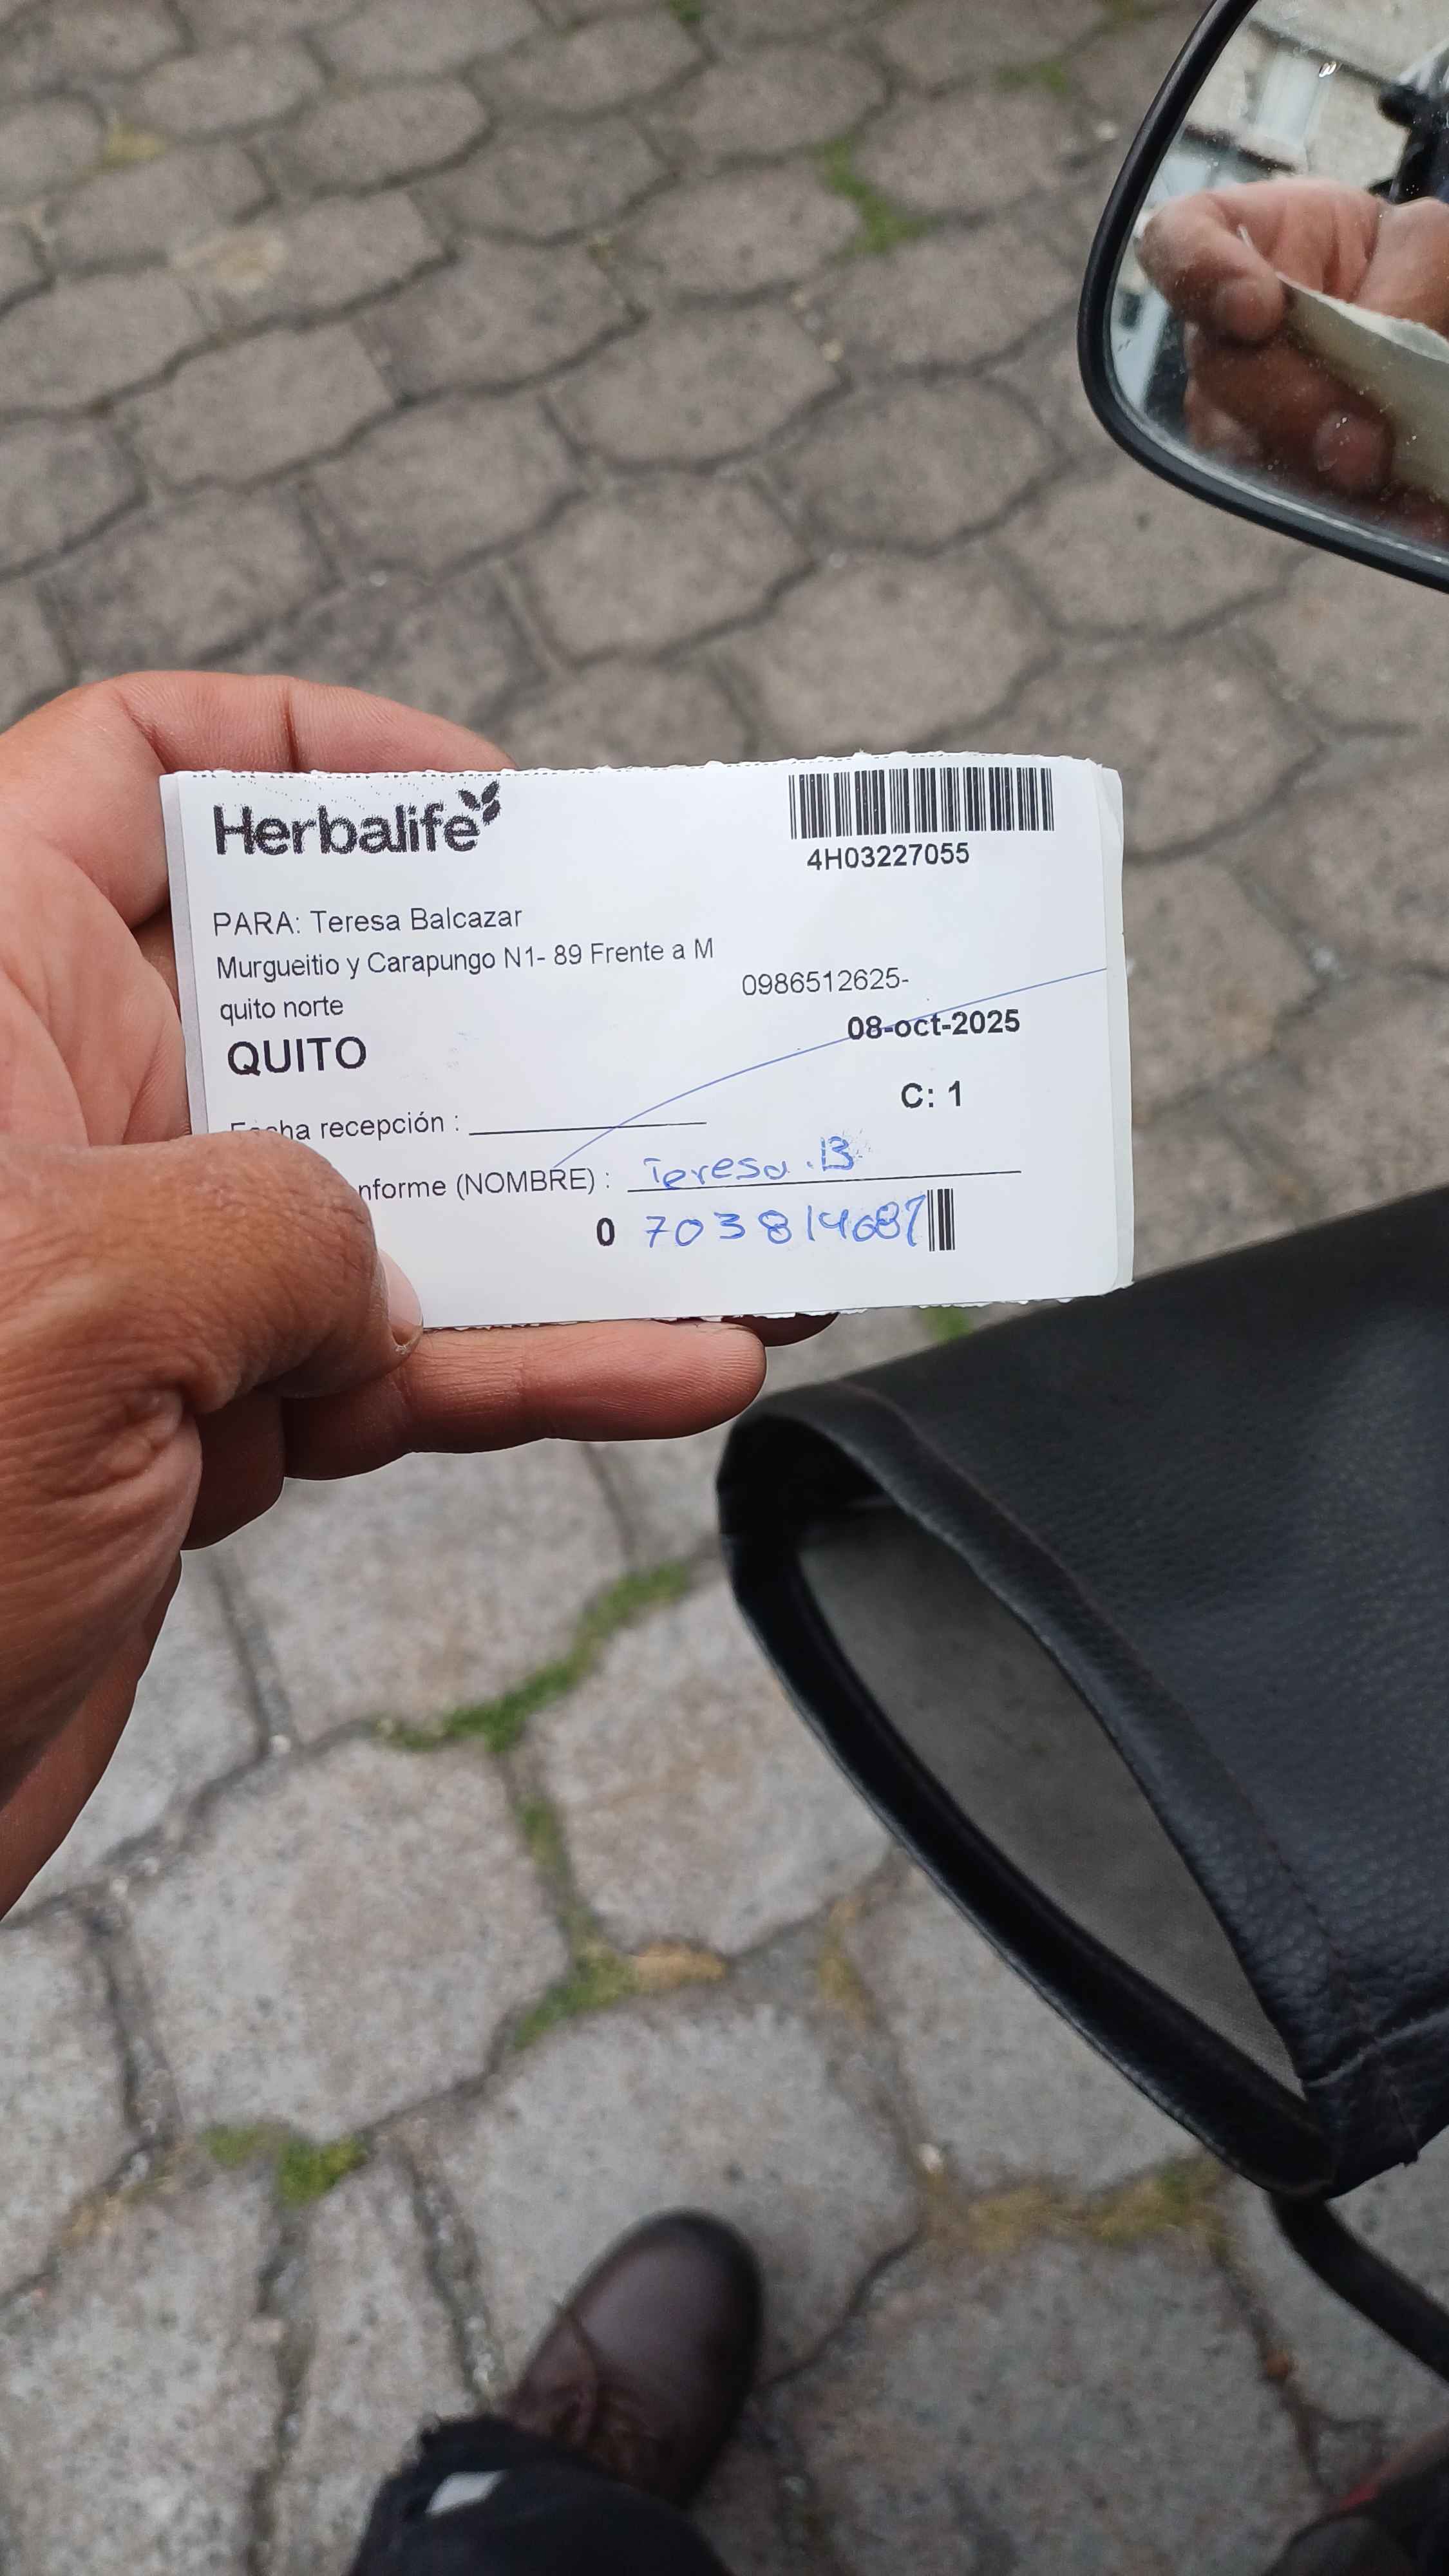 Herbalife
4H03227055
PARA: Teresa Balcazar
Murgueitio y Carapungo N1- 89 Frente a M
0986512625-
quito norte
08-oct-2025
QUITO
C: 1
recepción :
(NOMBRE) : Teresa .B
0